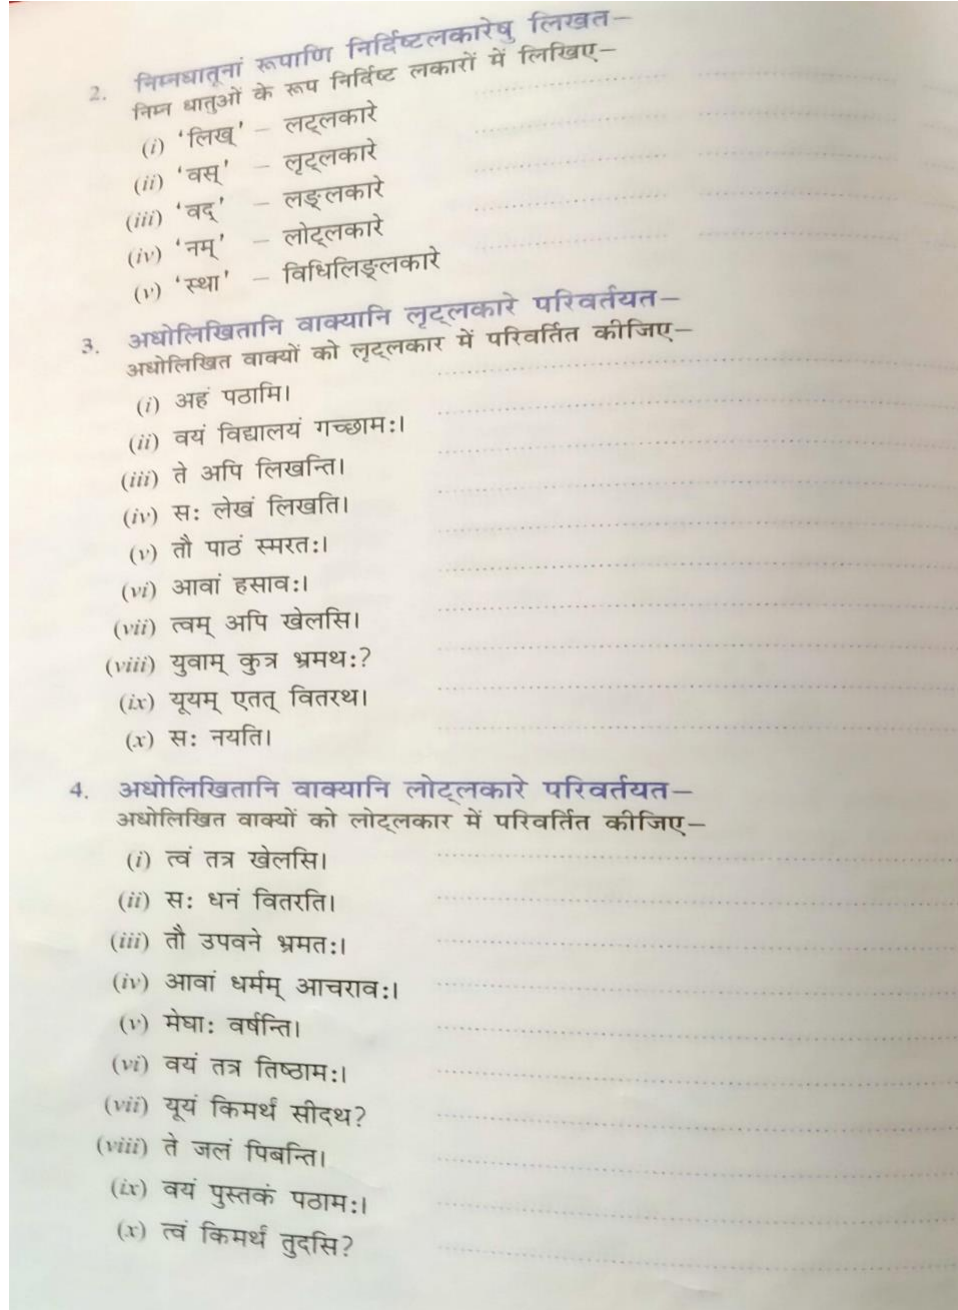 2. निम्नधातूनां रूपाणि निर्दिष्टलकारेषु लिखत–
निम्न धातुओं के रूप निर्दिष्ट लकारों में लिखिए–
(i) ‘लिख्’ – लट्लकारे
(ii) ‘वस्’ – लृट्लकारे
(iii) ‘वद्’ – लङ्लकारे
(iv) ‘नम्’ – लोट्लकारे
(v) ‘स्था’ – विधिलिङ्लकारे
3. अधोलिखितानि वाक्यानि लृट्लकारे परिवर्तयत–
अधोलिखित वाक्यों को लृट्लकार में परिवर्तित कीजिए–
(i) अहं पठामि।
(ii) वयं विद्यालयं गच्छाम:।
(iii) ते अपि लिखन्ति।
(iv) स: लेखं लिखति।
(v) तौ पाठं स्मरत:।
(vi) आवां हसाव:।
(vii) त्वम् अपि खेलसि।
(viii) युवाम् कुत्र भ्रमथ:?
(ix) यूयम् एतत् वितरथ।
(x) स: नयति।
4. अधोलिखितानि वाक्यानि लोट्लकारे परिवर्तयत–
अधोलिखित वाक्यों को लोट्लकार में परिवर्तित कीजिए–
(i) त्वं तत्र खेलसि।
(ii) स: धनं वितरति।
(iii) तौ उपवने भ्रमत:।
(iv) आवां धर्मम् आचराव:।
(v) मेघा: वर्षन्ति।
(vi) वयं तत्र तिष्ठाम:।
(vii) यूयं किमर्थं सीदथ?
(viii) ते जलं पिबन्ति।
(ix) वयं पुस्तकं पठाम:।
(x) त्वं किमर्थं तुदसि?